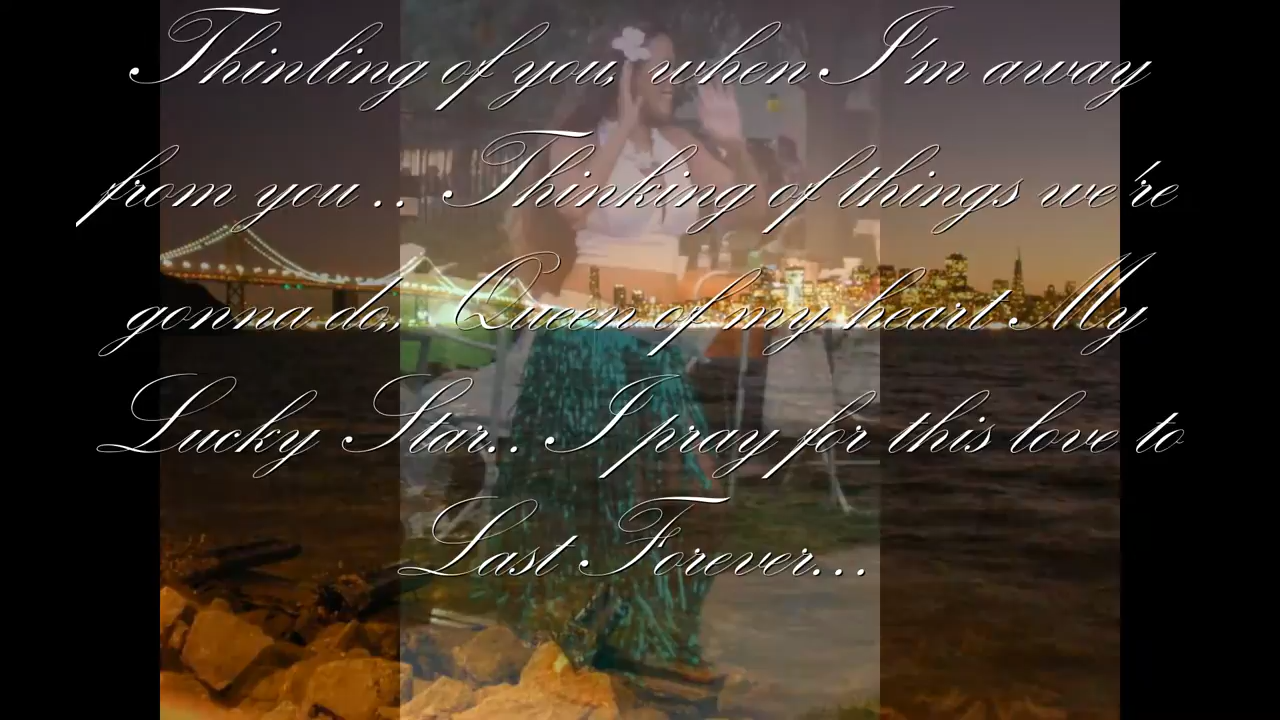 Thinling of you, when I'm away
from you .. Thinking of things we're
gonna do,, Queen of my heart My
Lucky Star.. I pray for this love to
Last Forever...